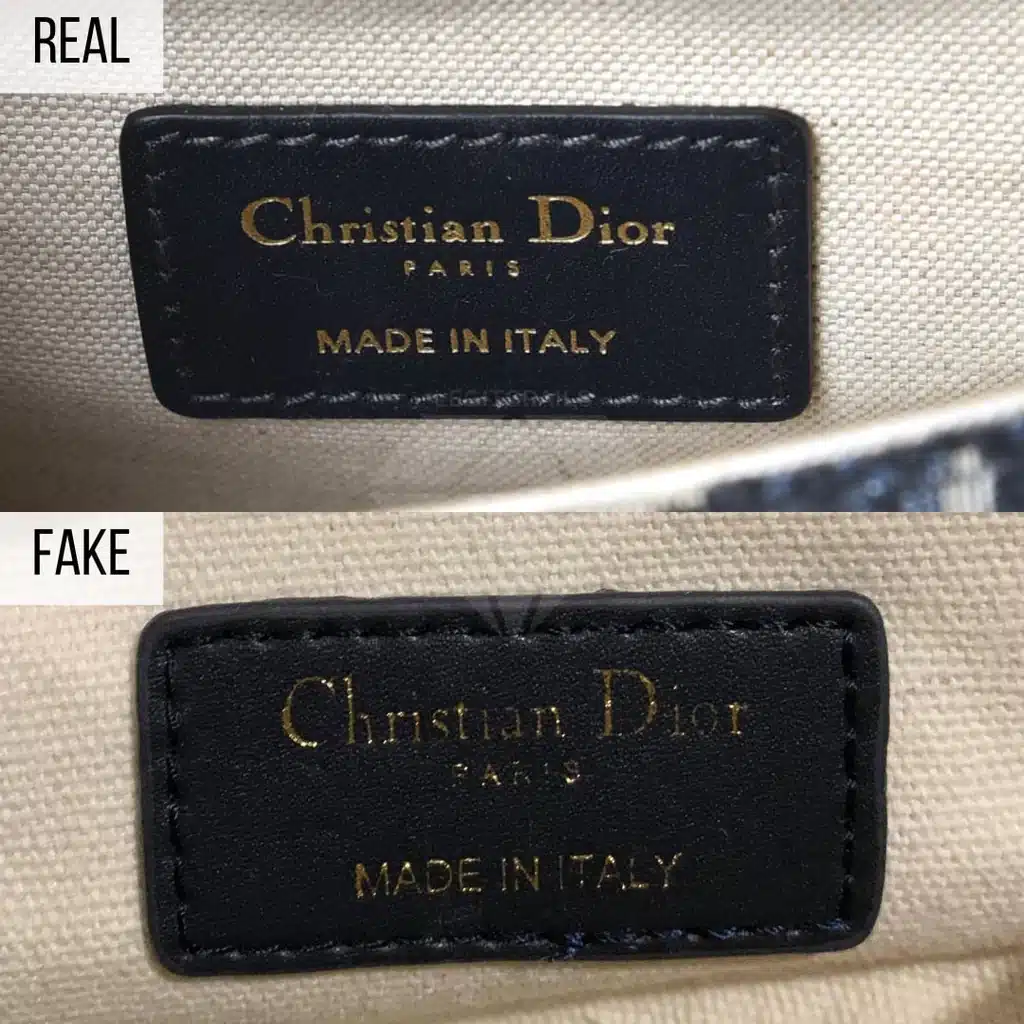 REAL
Christian Dior
PARIS
MADE IN ITALY
FAKE
Christian Dior
PARIS
MADE IN ITALY